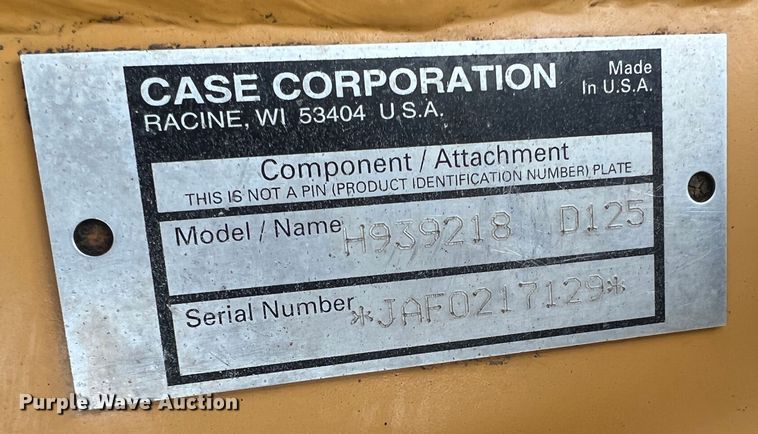 CASE CORPORATION
RACINE, WI 53404 U.S.A.
Made
In U.S.A.
Component / Attachment
THIS IS NOT A PIN (PRODUCT IDENTIFICATION NUMBER) PLATE
Model / Name H939218 D125
Serial Number *JAF0217129*
Purple Wave Auction